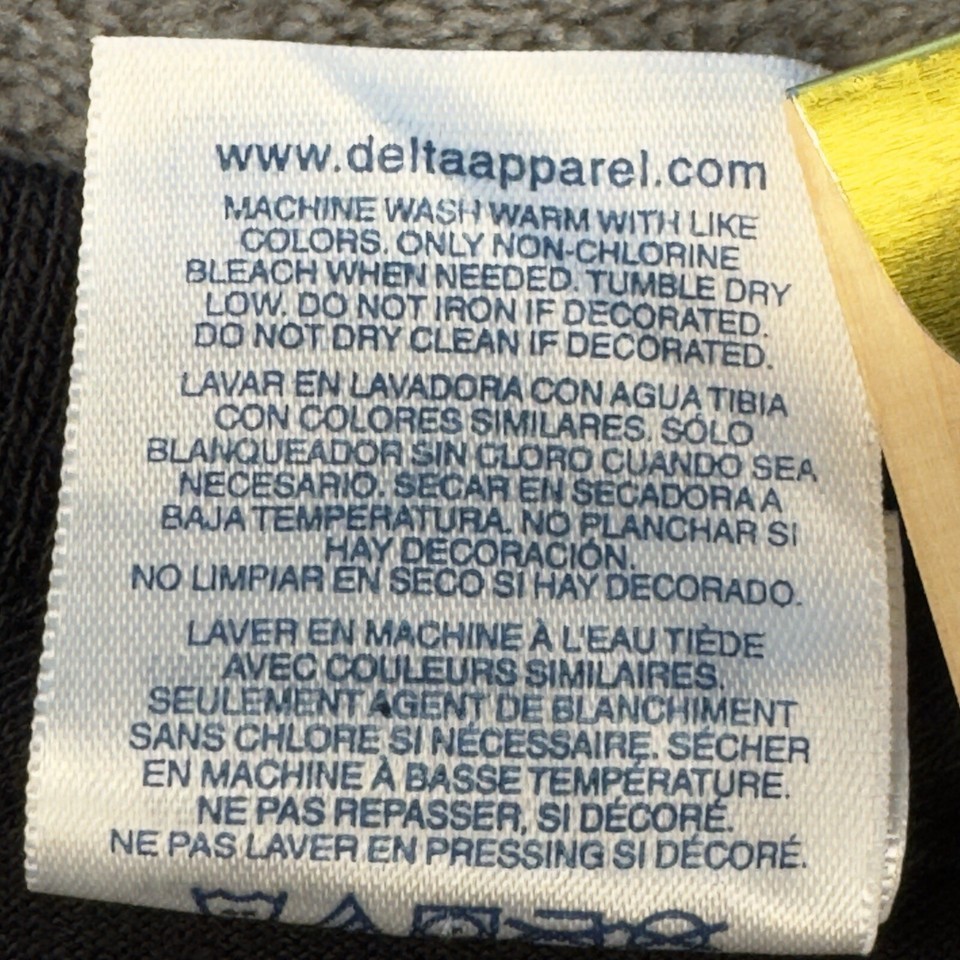 www.deltaapparel.com
MACHINE WASH WARM WITH LIKE
COLORS. ONLY NON-CHLORINE
BLEACH WHEN NEEDED. TUMBLE DRY
LOW. DO NOT IRON IF DECORATED.
DO NOT DRY CLEAN IF DECORATED.
LAVAR EN LAVADORA CON AGUA TIBIA
CON COLORES SIMILARES. SÓLO
BLANQUEADOR SIN CLORO CUANDO SEA
NECESARIO. SECAR EN SECADORA A
BAJA TEMPERATURA. NO PLANCHAR SI
HAY DECORACIÓN.
NO LIMPIAR EN SECO SI HAY DECORADO.
LAVER EN MACHINE À L'EAU TIÈDE
AVEC COULEURS SIMILAIRES.
SEULEMENT AGENT DE BLANCHIMENT
SANS CHLORE SI NÉCESSAIRE. SÉCHER
EN MACHINE À BASSE TEMPÉRATURE.
NE PAS REPASSER, SI DÉCORÉ.
NE PAS LAVER EN PRESSING SI DÉCORÉ.